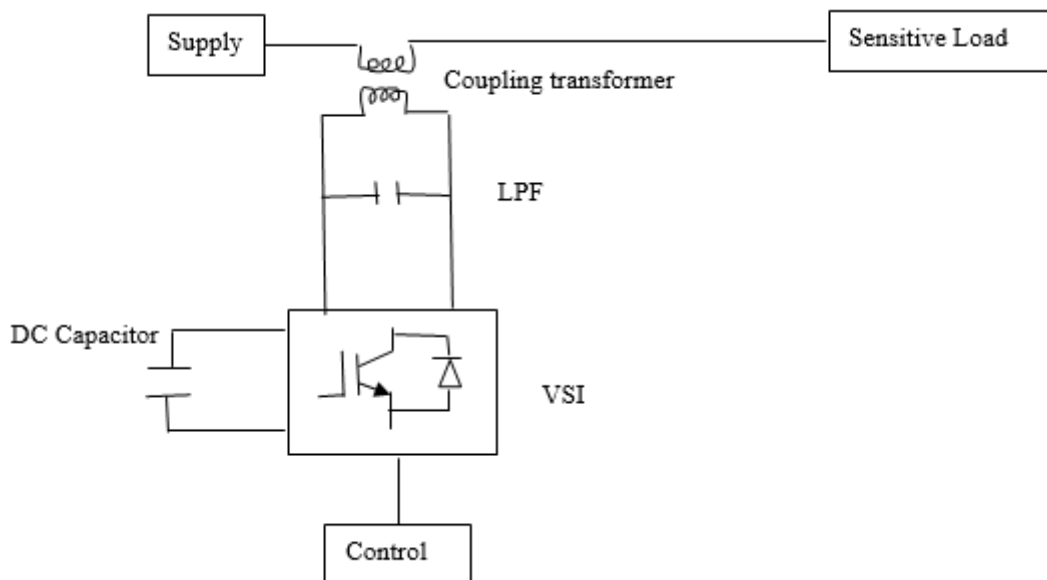 Supply
Sensitive Load
Coupling transformer
LPF
DC Capacitor
VSI
Control